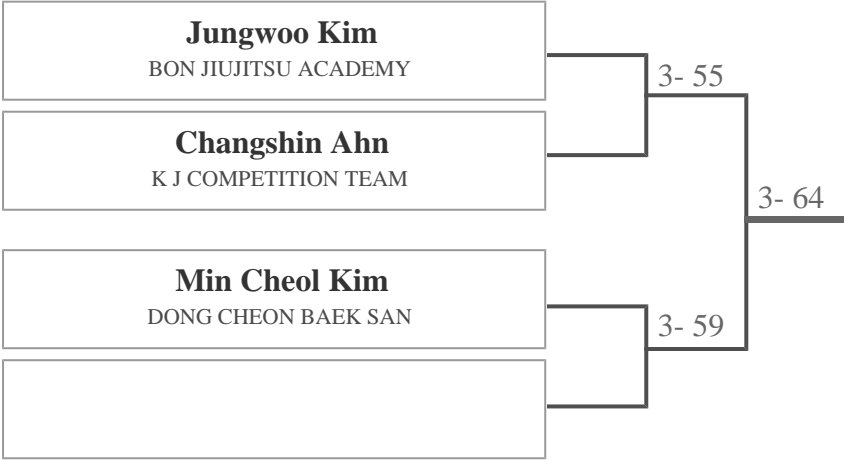 Jungwoo Kim
BON JIUJITSU ACADEMY
3- 55
Changshin Ahn
K J COMPETITION TEAM
3- 64
Min Cheol Kim
DONG CHEON BAEK SAN
3- 59